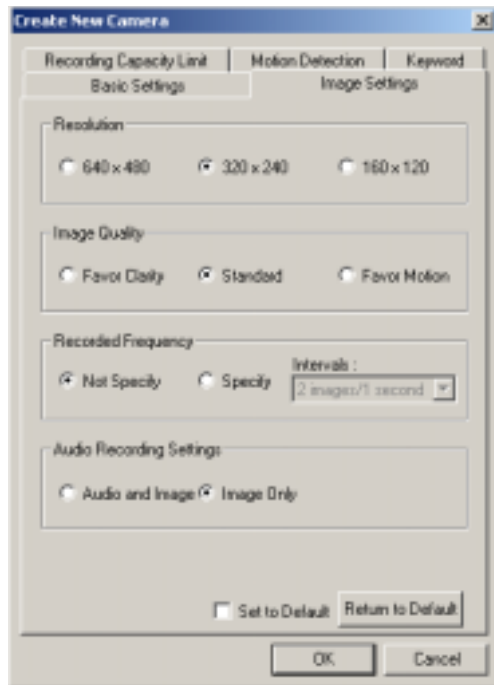 Create New Camera
Recording Capacity Limit Motion Detection Keyword
Basic Settings Image Settings
Resolution
640 x 480 320 x 240 160 x 120
Image Quality
Favor Clarity Standard Favor Motion
Recorded Frequency
Intervals :
Not Specify Specify 2 images/1 second
Audio Recording Settings
Audio and Image Image Only
Set to Default Return to Default
OK Cancel